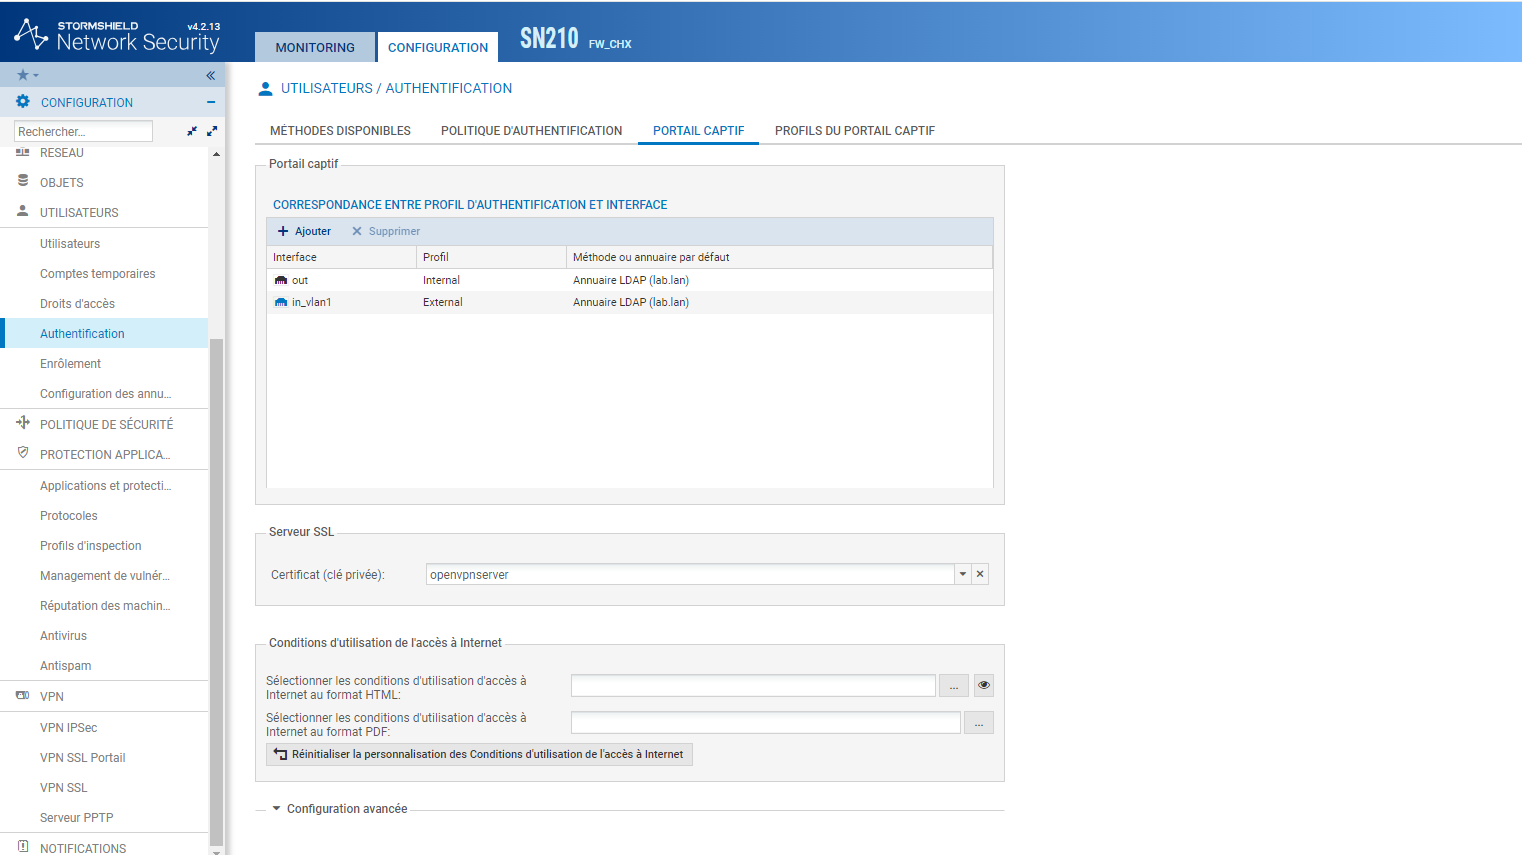 STORMSHIELD v4.2.13
Network Security
MONITORING
CONFIGURATION
SN210 FW_CHX
CONFIGURATION
Rechercher...
RÉSEAU
OBJETS
UTILISATEURS
Utilisateurs
Comptes temporaires
Droits d'accès
Authentification
Enrôlement
Configuration des annu...
POLITIQUE DE SÉCURITÉ
PROTECTION APPLICA...
Applications et protecti...
Protocoles
Profils d'inspection
Management de vulnér...
Réputation des machin...
Antivirus
Antispam
VPN
VPN IPSec
VPN SSL Portail
VPN SSL
Serveur PPTP
NOTIFICATIONS
UTILISATEURS / AUTHENTIFICATION
MÉTHODES DISPONIBLES POLITIQUE D'AUTHENTIFICATION PORTAIL CAPTIF PROFILS DU PORTAIL CAPTIF
Portail captif
CORRESPONDANCE ENTRE PROFIL D'AUTHENTIFICATION ET INTERFACE
Ajouter Supprimer
Interface Profil Méthode ou annuaire par défaut
out Internal Annuaire LDAP (lab.lan)
in_vlan1 External Annuaire LDAP (lab.lan)
Serveur SSL
Certificat (clé privée): openvpnserver
Conditions d'utilisation de l'accès à Internet
Sélectionner les conditions d'utilisation d'accès à
Internet au format HTML: ...
Sélectionner les conditions d'utilisation d'accès à
Internet au format PDF: ...
Réinitialiser la personnalisation des Conditions d'utilisation de l'accès à Internet
Configuration avancée